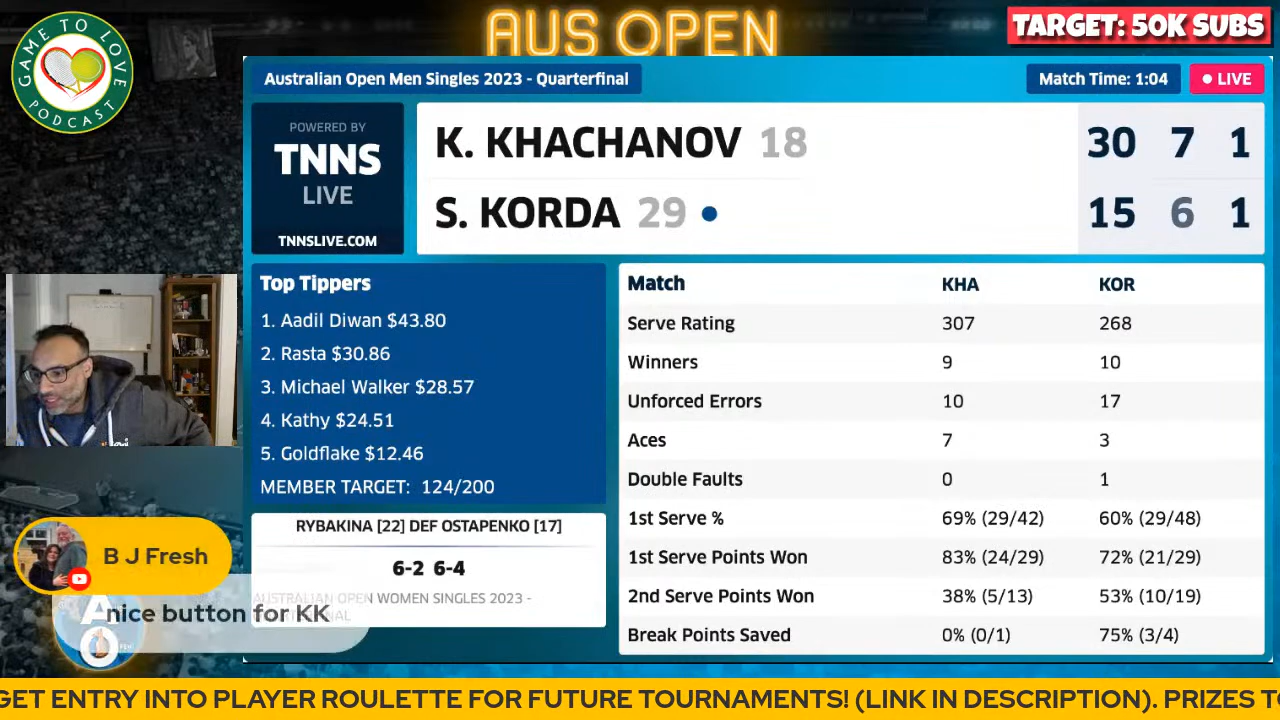 GAME TO LOVE
PODCAST
AUS OPEN
TARGET: 50K SUBS
Australian Open Men Singles 2023 - Quarterfinal
Match Time: 1:04
LIVE
POWERED BY
TNNS
LIVE
TNNSLIVE.COM
K. KHACHANOV 18 30 7 1
S. KORDA 29 15 6 1
Top Tippers
1. Aadil Diwan $43.80
2. Rasta $30.86
3. Michael Walker $28.57
4. Kathy $24.51
5. Goldflake $12.46
MEMBER TARGET: 124/200
RYBAKINA [22] DEF OSTAPENKO [17]
6-2 6-4
AUSTRALIAN OPEN WOMEN SINGLES 2023 -
Match KHA KOR
Serve Rating 307 268
Winners 9 10
Unforced Errors 10 17
Aces 7 3
Double Faults 0 1
1st Serve % 69% (29/42) 60% (29/48)
1st Serve Points Won 83% (24/29) 72% (21/29)
2nd Serve Points Won 38% (5/13) 53% (10/19)
Break Points Saved 0% (0/1) 75% (3/4)
B J Fresh
nice button for KK
AO
GET ENTRY INTO PLAYER ROULETTE FOR FUTURE TOURNAMENTS! (LINK IN DESCRIPTION). PRIZES